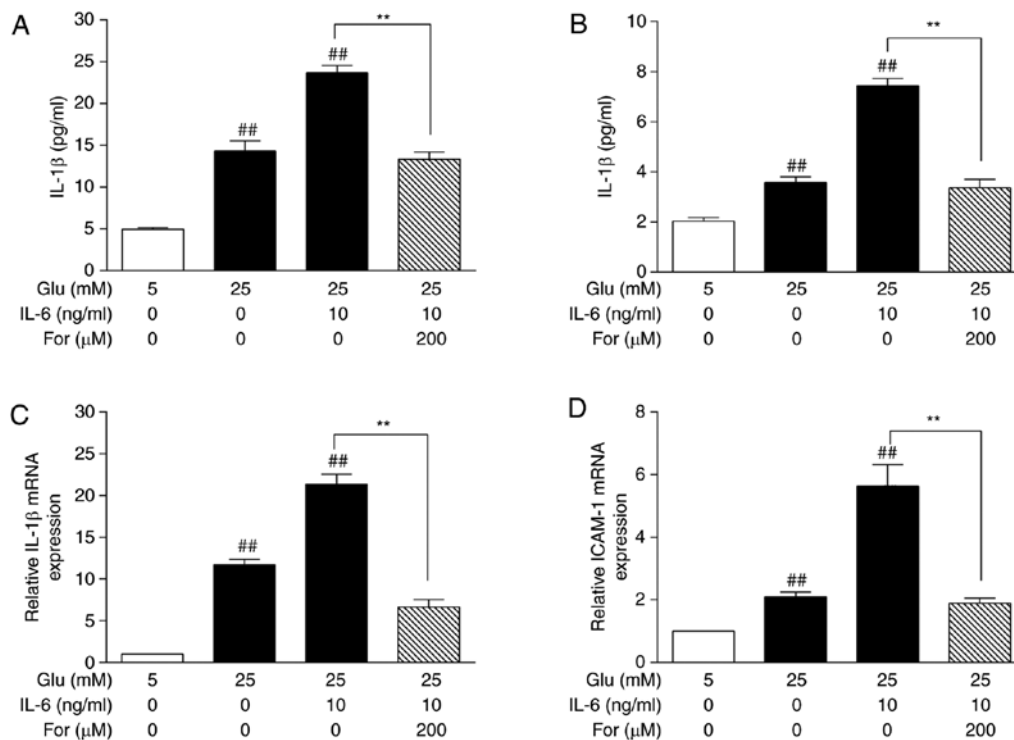 A
IL-1β (pg/ml)
30
25
20
15
10
5
0
##
##
**
Glu (mM) 5 25 25 25
IL-6 (ng/ml) 0 0 10 10
For (μM) 0 0 0 200
B
IL-1β (pg/ml)
10
8
6
4
2
0
##
##
**
Glu (mM) 5 25 25 25
IL-6 (ng/ml) 0 0 10 10
For (μM) 0 0 0 200
C
Relative IL-1β mRNA
expression
30
25
20
15
10
5
0
##
##
**
Glu (mM) 5 25 25 25
IL-6 (ng/ml) 0 0 10 10
For (μM) 0 0 0 200
D
Relative ICAM-1 mRNA
expression
8
6
4
2
0
##
##
**
Glu (mM) 5 25 25 25
IL-6 (ng/ml) 0 0 10 10
For (μM) 0 0 0 200